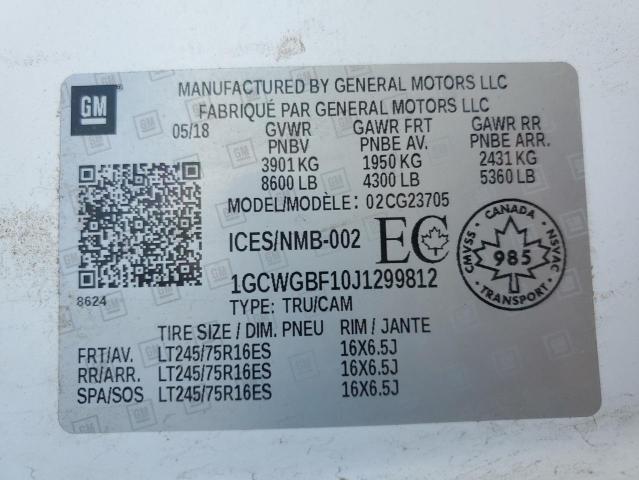 GM
MANUFACTURED BY GENERAL MOTORS LLC
FABRIQUÉ PAR GENERAL MOTORS LLC
05/18 GVWR GAWR FRT GAWR RR
PNBV PNBE AV. PNBE ARR.
3901 KG 1950 KG 2431 KG
8600 LB 4300 LB 5360 LB
MODEL/MODÈLE: 02CG23705
ICES/NMB-002 EC
CANADA
CMVSS 985 NSVAC
TRANSPORT
1GCWGBF10J1299812
8624
TYPE: TRU/CAM
TIRE SIZE / DIM. PNEU RIM / JANTE
FRT/AV. LT245/75R16ES 16X6.5J
RR/ARR. LT245/75R16ES 16X6.5J
SPA/SOS LT245/75R16ES 16X6.5J